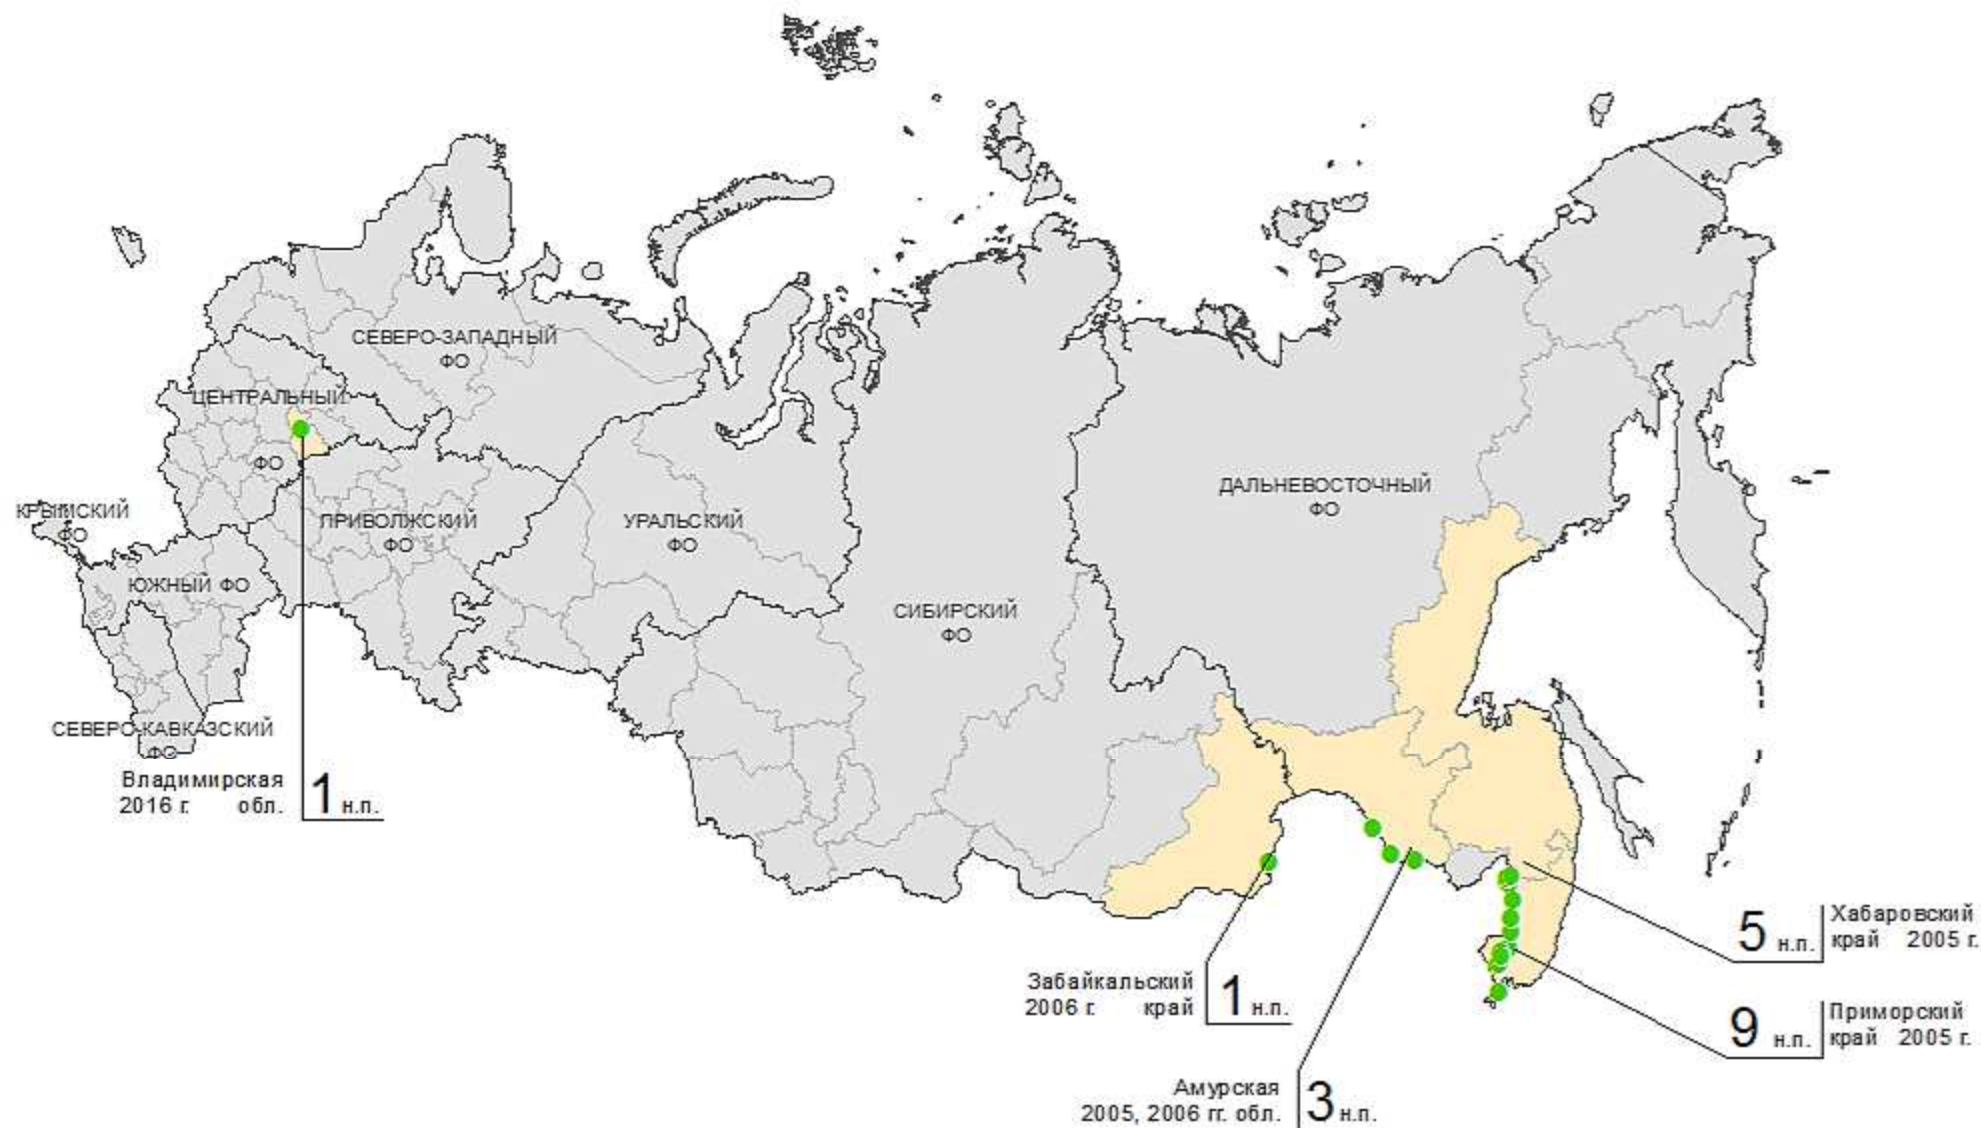 СЕВЕРО-ЗАПАДНЫЙ
ФО
ЦЕНТРАЛЬНЫЙ
ФО
КРЫМСКИЙ
ФО
ПРИВОЛЖСКИЙ
ФО
УРАЛЬСКИЙ
ФО
ДАЛЬНЕВОСТОЧНЫЙ
ФО
ЮЖНЫЙ ФО
СИБИРСКИЙ
ФО
СЕВЕРО-КАВКАЗСКИЙ
ФО
Владимирская
2016 г. обл.
1 н.п.
Хабаровский
край 2005 г.
5 н.п.
Забайкальский
2006 г. край
1 н.п.
Приморский
край 2005 г.
9 н.п.
Амурская
2005, 2006 гг. обл.
3 н.п.